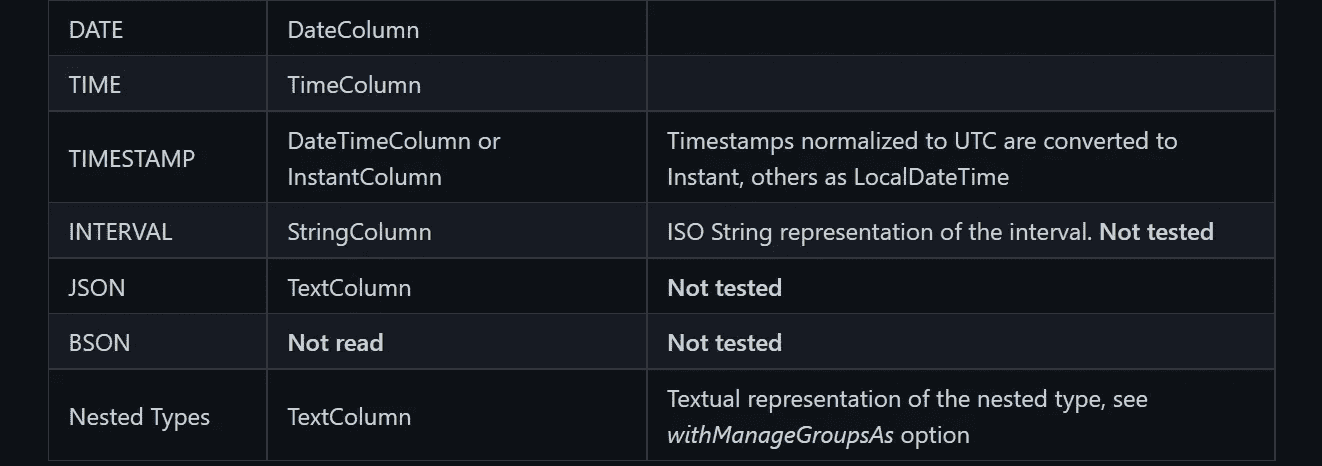 DATE DateColumn
TIME TimeColumn
TIMESTAMP DateTimeColumn or InstantColumn Timestamps normalized to UTC are converted to Instant, others as LocalDateTime
INTERVAL StringColumn ISO String representation of the interval. Not tested
JSON TextColumn Not tested
BSON Not read Not tested
Nested Types TextColumn Textual representation of the nested type, see withManageGroupsAs option